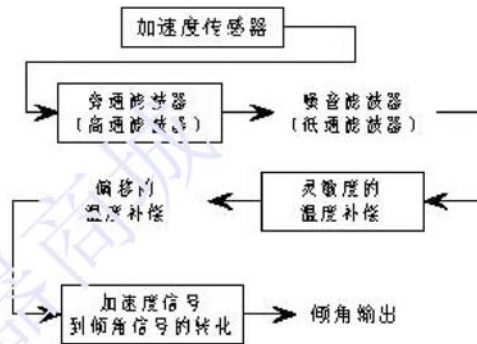 加速度传感器
旁通滤波器
(高通滤波器)
噪音滤波器
(低通滤波器)
灵敏度的
温度补偿
偏移的
温度补偿
加速度信号
到倾角信号的转化
倾角输出
器商城